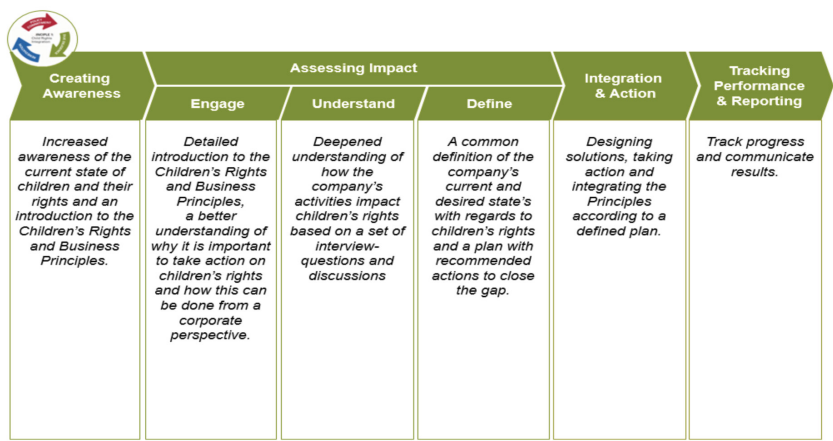 Creating
Awareness
Assessing Impact
Engage
Understand
Define
Integration
& Action
Tracking
Performance
& Reporting
Increased
awareness of the
current state of
children and their
rights and an
introduction to the
Children's Rights
and Business
Principles.
Detailed
introduction to the
Children's Rights
and Business
Principles,
a better
understanding of
why it is important
to take action on
children's rights
and how this can
be done from a
corporate
perspective.
Deepened
understanding of
how the
company's
activities impact
children's rights
based on a set of
interview-
questions and
discussions
A common
definition of the
company's
current and
desired state's
with regards to
children's rights
and a plan with
recommended
actions to close
the gap.
Designing
solutions, taking
action and
integrating the
Principles
according to a
defined plan.
Track progress
and communicate
results.